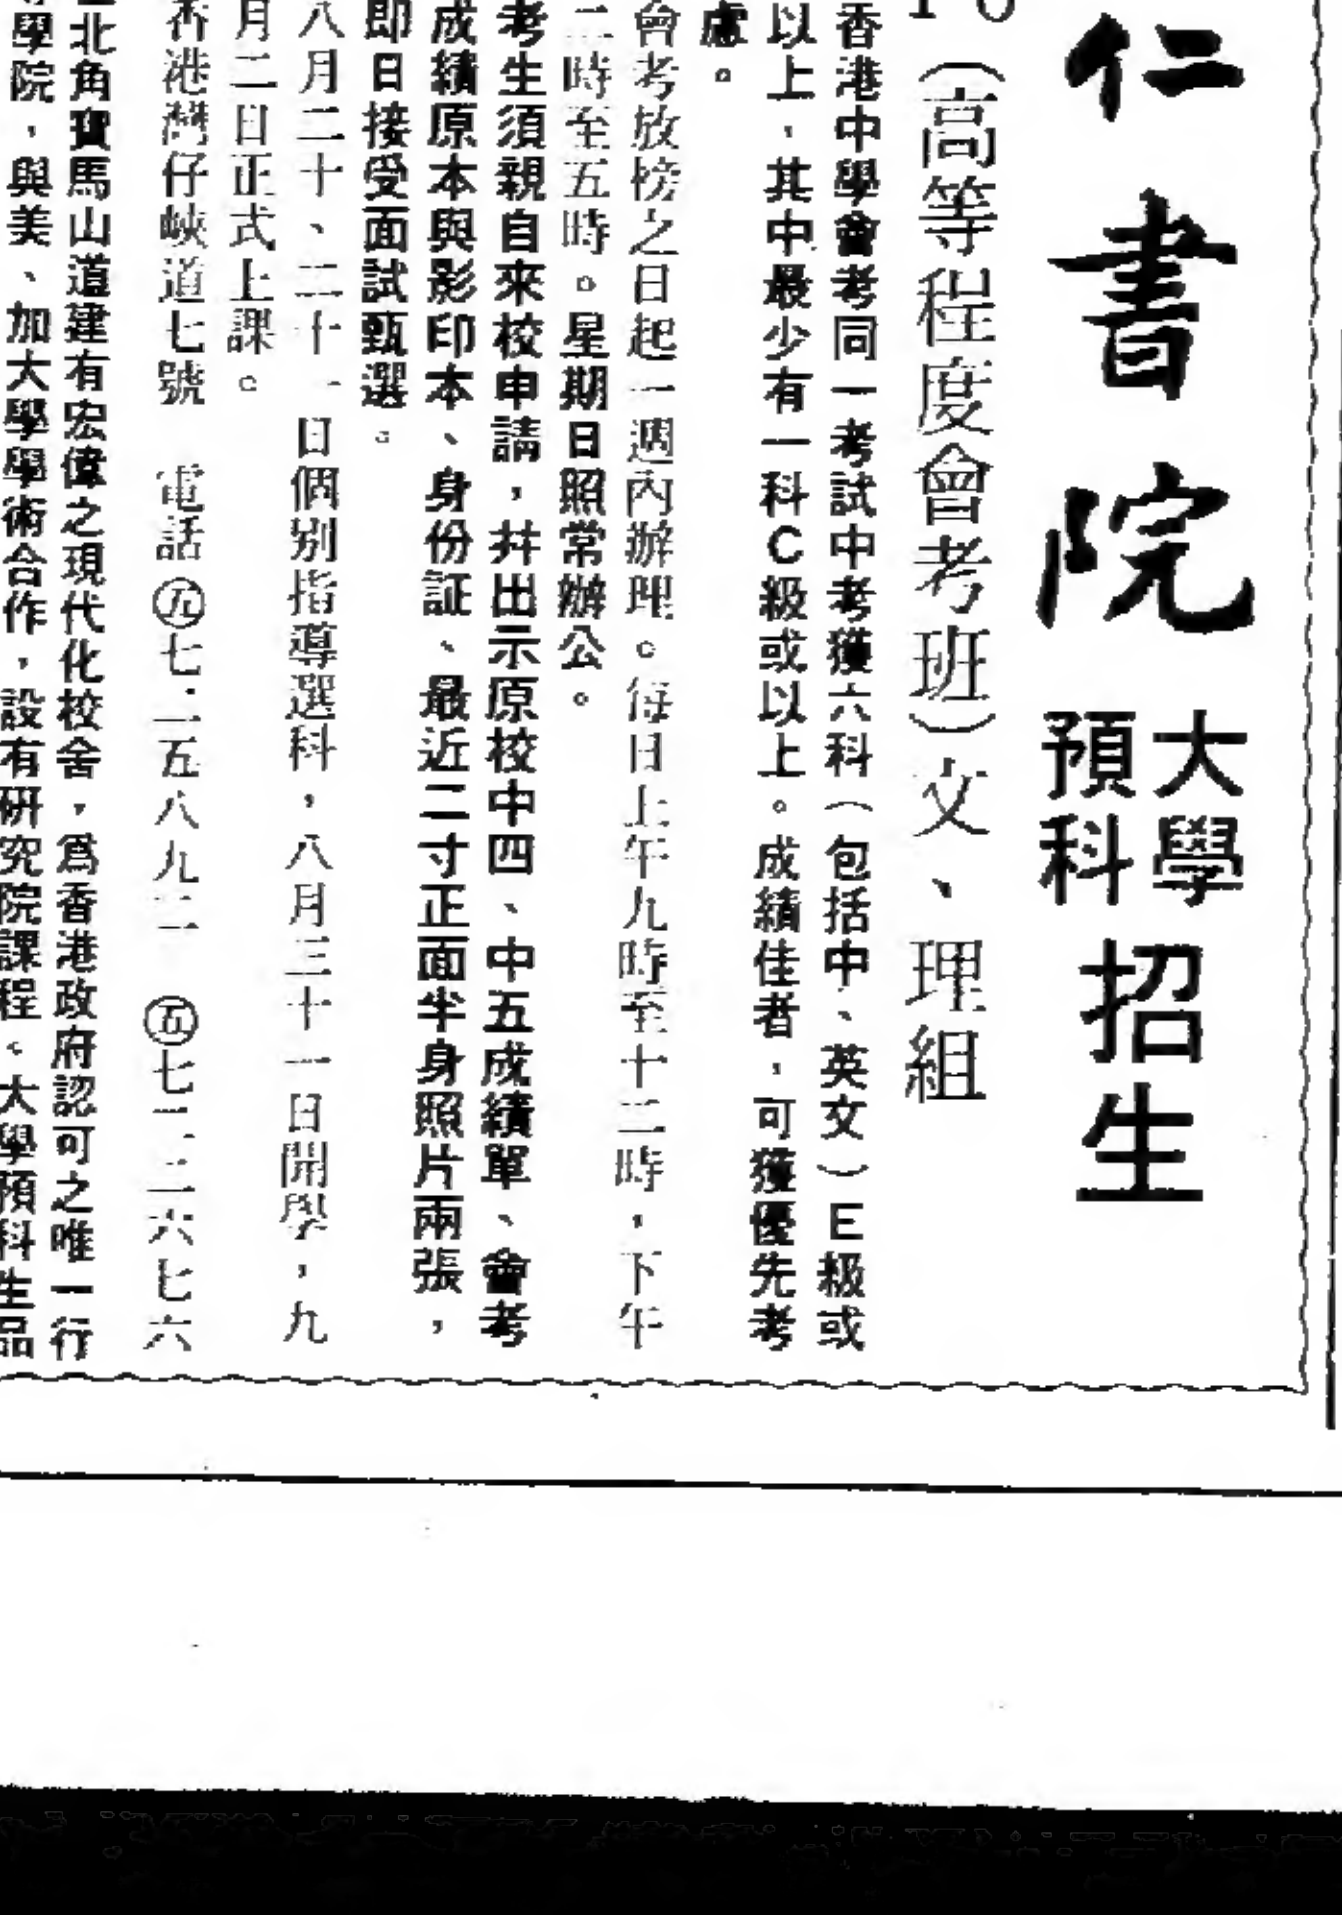 仁書院大學預科招生
（高等程度會考班）文、理組
香港中學會考同一考試中考獲六科（包括中、英文）E級或
以上，其中最少有一科C級或以上。成績佳者，可獲優先考
慮。
會考放榜之日起一週內辦理。每日上午九時至十二時，下午
二時至五時。星期日照常辦公。
考生須親自來校申請，幷出示原校中四、中五成績單、會考
成績原本與影印本、身份証、最近二寸正面半身照片兩張，
即日接受面試甄選。
八月二十、二十一日個別指導選科，八月三十一日開學，九
月二日正式上課。
香港灣仔峽道七號　電話㊄七二五八九二　㊄七二二六七六
北角寶馬山道建有宏偉之現代化校舍，爲香港政府認可之唯一行
學院，與美、加大學學術合作，設有研究院課程。大學預科生品